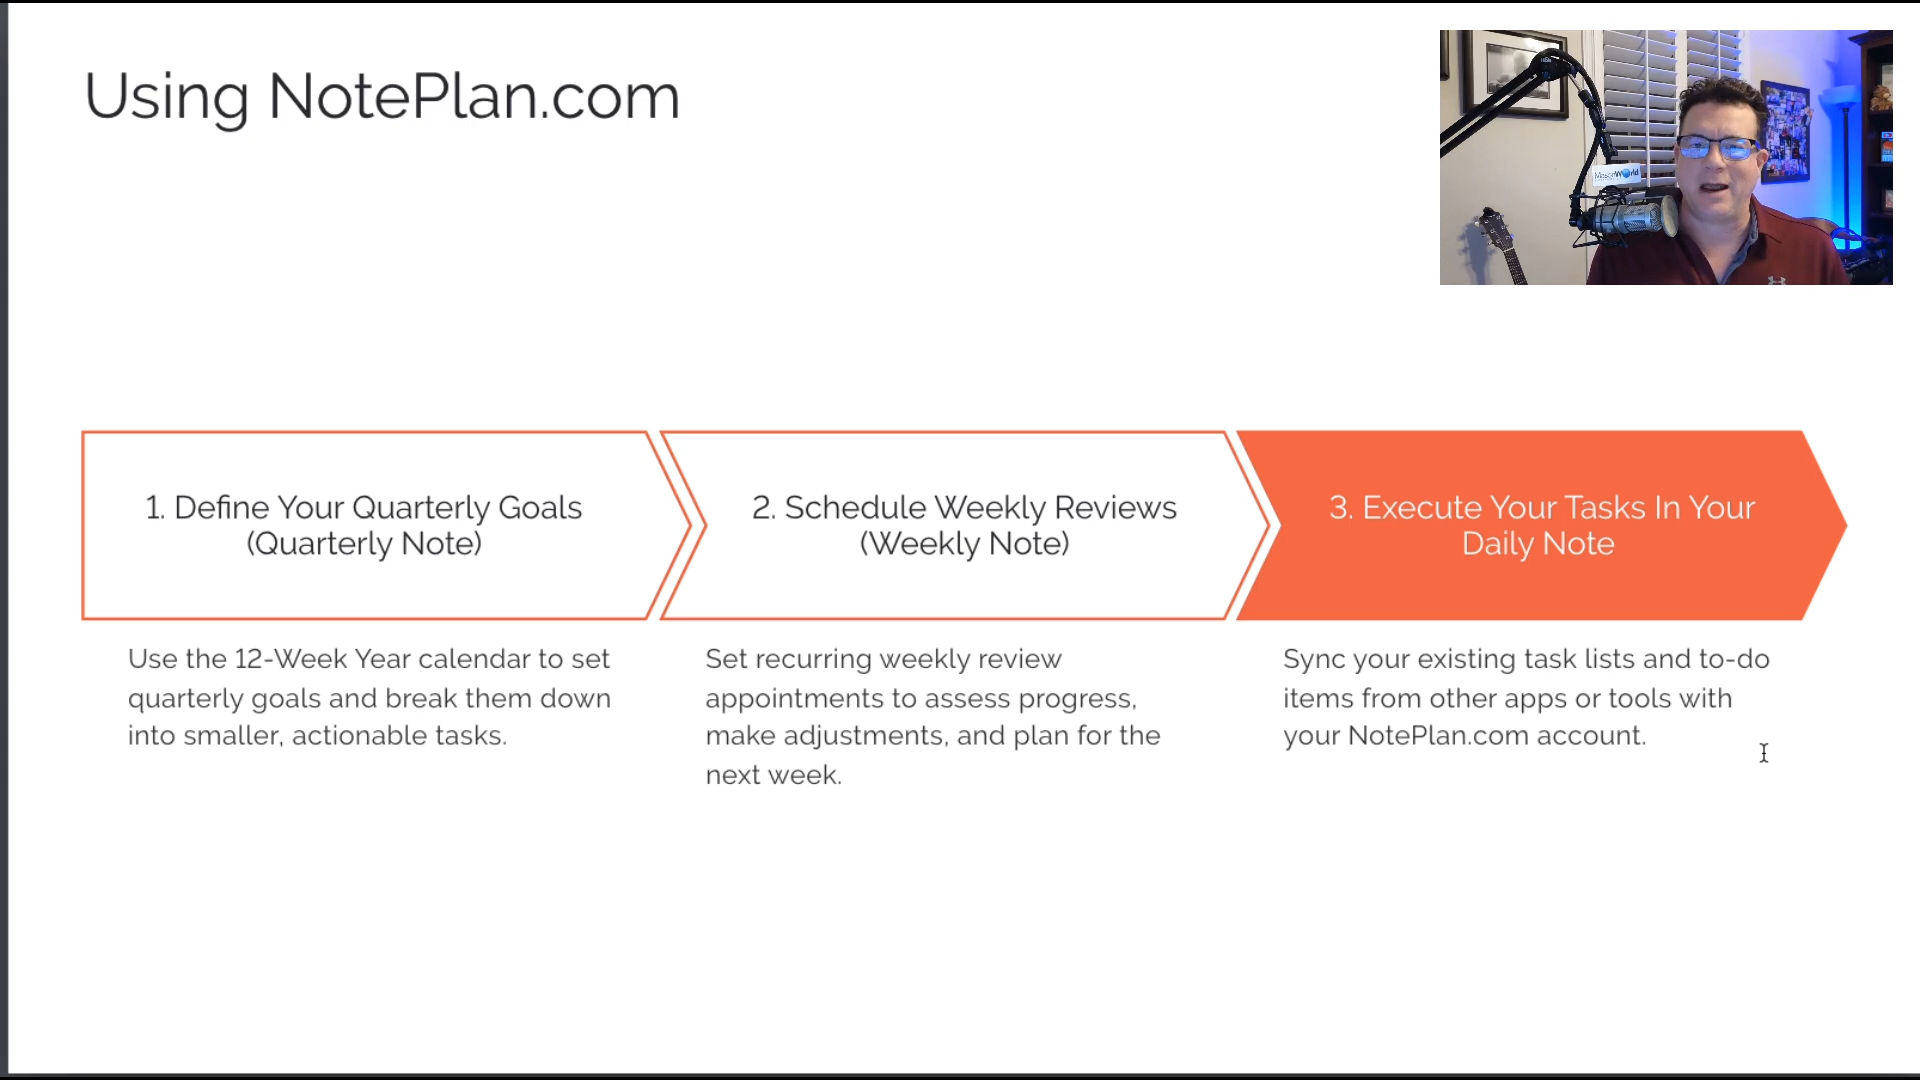 Using NotePlan.com
MasonWorld
1. Define Your Quarterly Goals
(Quarterly Note)
2. Schedule Weekly Reviews
(Weekly Note)
3. Execute Your Tasks In Your
Daily Note
Use the 12-Week Year calendar to set
quarterly goals and break them down
into smaller, actionable tasks.
Set recurring weekly review
appointments to assess progress,
make adjustments, and plan for the
next week.
Sync your existing task lists and to-do
items from other apps or tools with
your NotePlan.com account.